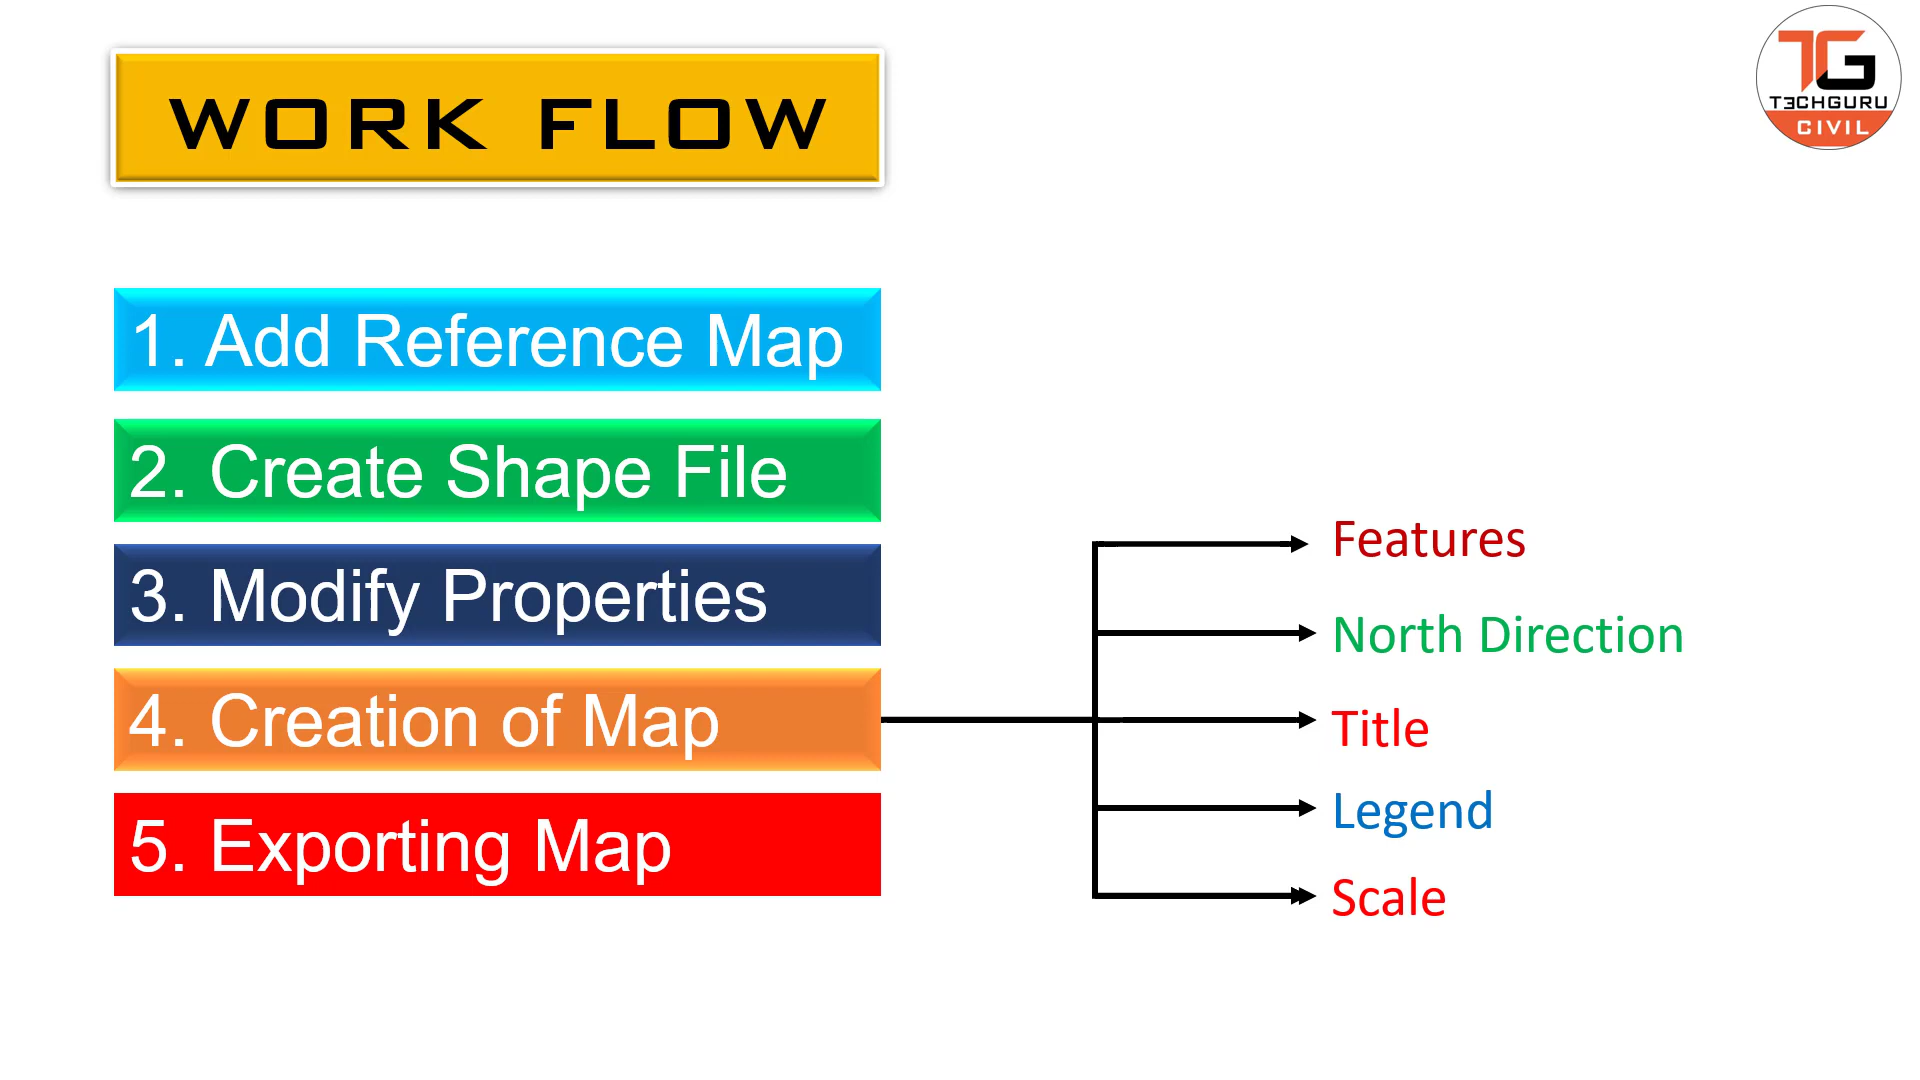 WORK FLOW
TG
TECHGURU
CIVIL
1. Add Reference Map
2. Create Shape File
3. Modify Properties
4. Creation of Map
5. Exporting Map
Features
North Direction
Title
Legend
Scale